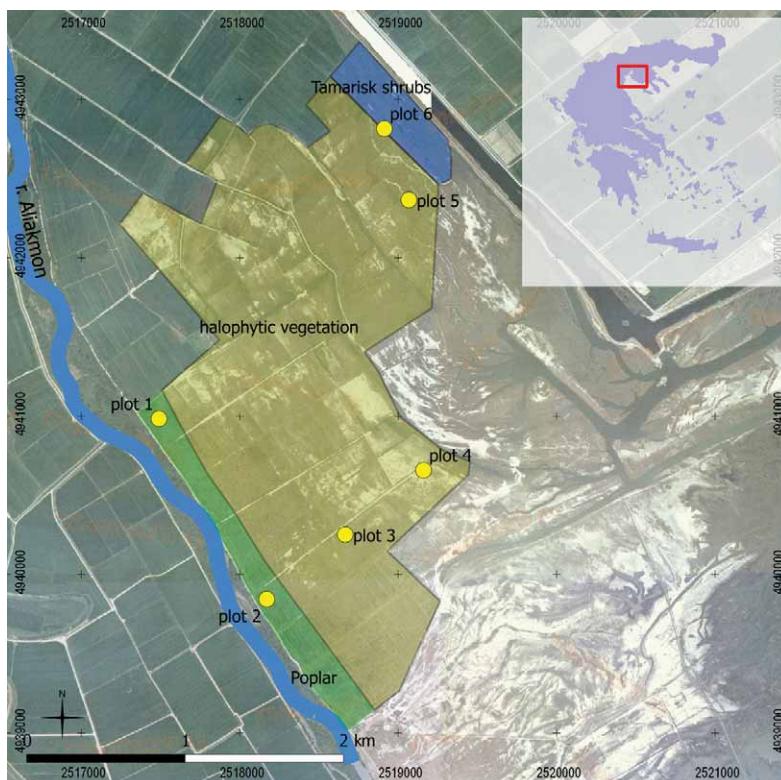 2517000
2518000
2519000
2520000
2521000
4943000
4943000
Tamarisk shrubs
plot 6
plot 5
r. Aliakmon
4942000
4942000
halophytic vegetation
plot 1
4941000
4941000
plot 4
plot 3
4940000
4940000
plot 2
Poplar
N
4939000
4939000
0 1 2 km
2517000
2518000
2519000
2520000
2521000